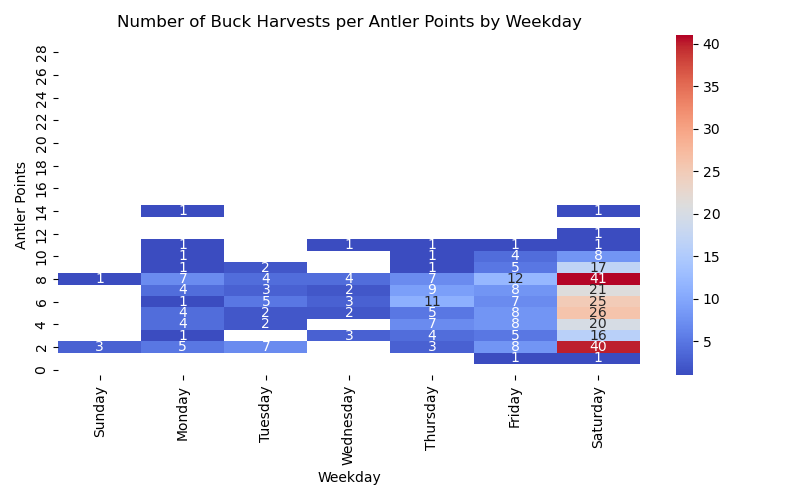 Number of Buck Harvests per Antler Points by Weekday
Antler Points
28
26
24
22
20
18
16
14 1 1
12 1
1 1 1 1 1
10 1 1 4 8
1 2 1 5 17
8 1 7 4 4 7 12 41
4 3 2 9 8 21
6 1 5 3 11 7 25
4 2 2 5 8 26
4 4 2 7 8 20
1 3 4 5 16
2 3 5 7 3 8 40
1 1
0
Sunday
Monday
Tuesday
Wednesday
Thursday
Friday
Saturday
Weekday
40
35
30
25
20
15
10
5